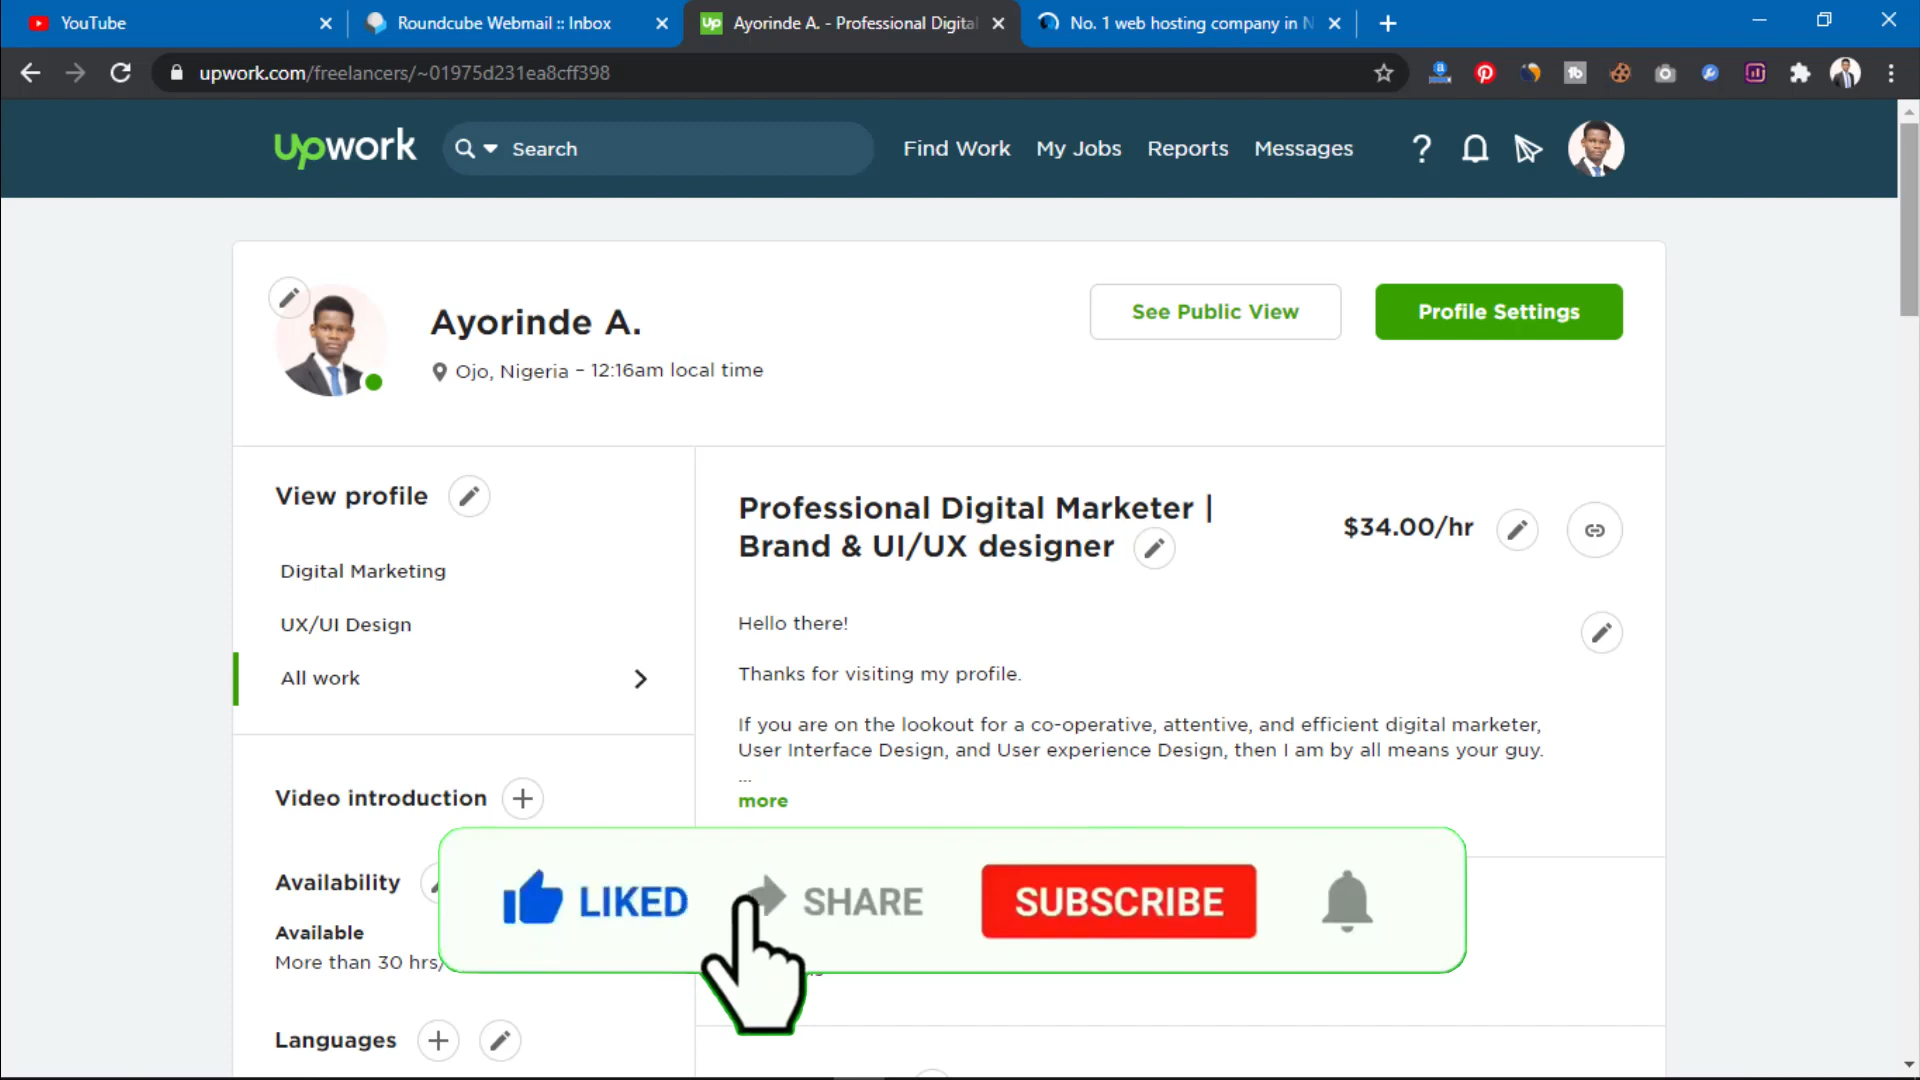 YouTube
Roundcube Webmail :: Inbox
Ayorinde A. - Professional Digital
No. 1 web hosting company in N
upwork.com/freelancers/~01975d231ea8cff398
upwork
Search
Find Work
My Jobs
Reports
Messages
Ayorinde A.
Ojo, Nigeria – 12:16am local time
See Public View
Profile Settings
View profile
Digital Marketing
UX/UI Design
All work
Professional Digital Marketer |
Brand & UI/UX designer
$34.00/hr
Hello there!
Thanks for visiting my profile.
If you are on the lookout for a co-operative, attentive, and efficient digital marketer,
User Interface Design, and User experience Design, then I am by all means your guy.
...
more
Video introduction
Availability
Available
More than 30 hrs/
Languages
LIKED
SHARE
SUBSCRIBE